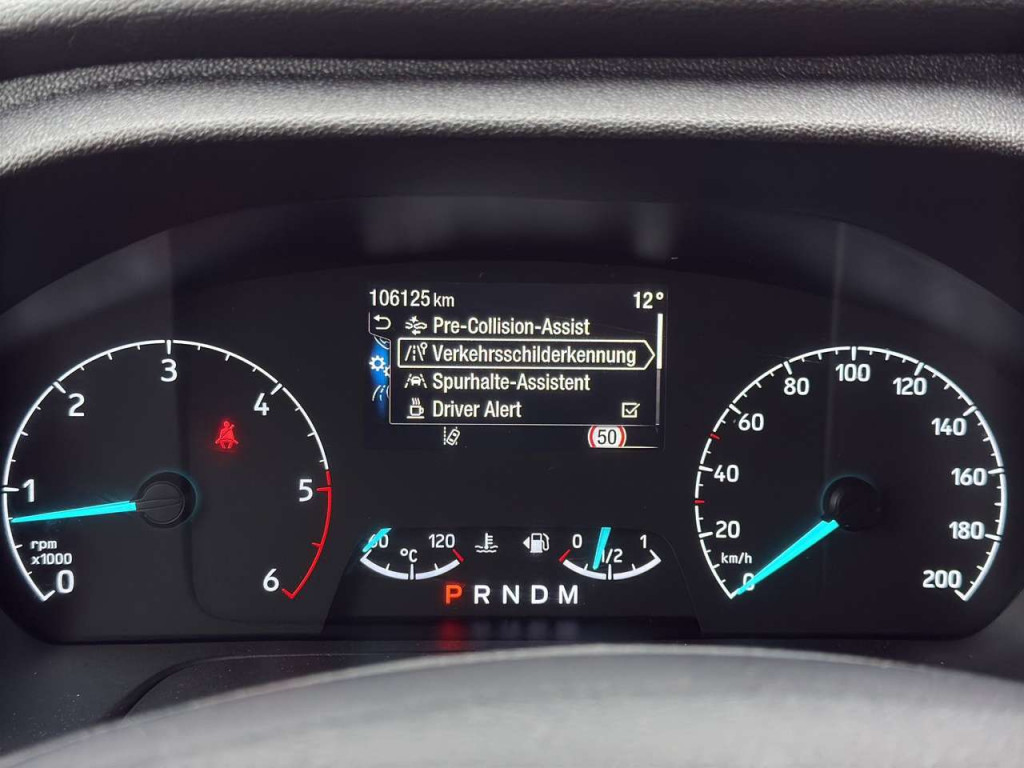 106125 km 12°
Pre-Collision-Assist
Verkehrsschilderkennung
Spurhalte-Assistent
Driver Alert
50
0 1 2 3 4 5 6
rpm
x1000
0 20 40 60 80 100 120 140 160 180 200
km/h
60 120
°C
0 1/2 1
P R N D M